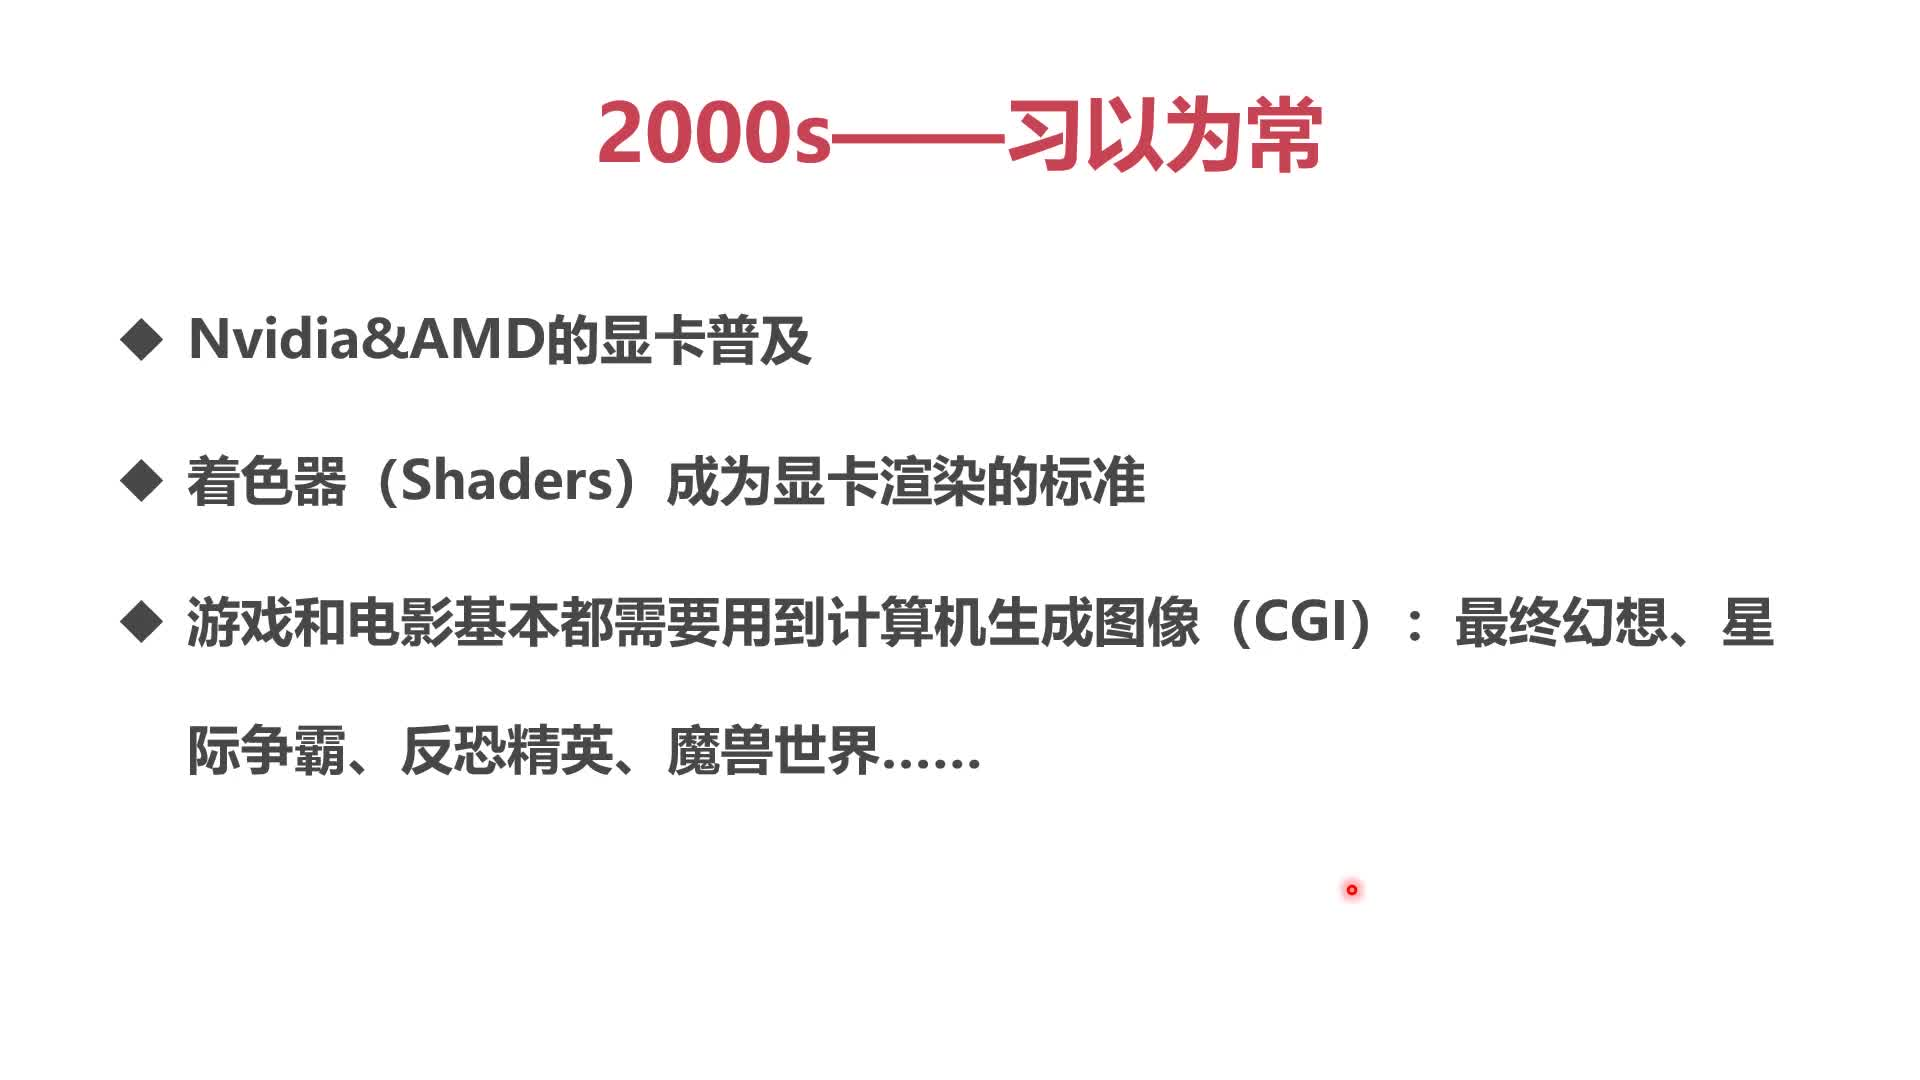 2000s——习以为常
Nvidia&AMD的显卡普及
着色器（Shaders）成为显卡渲染的标准
游戏和电影基本都需要用到计算机生成图像（CGI）：最终幻想、星
际争霸、反恐精英、魔兽世界……